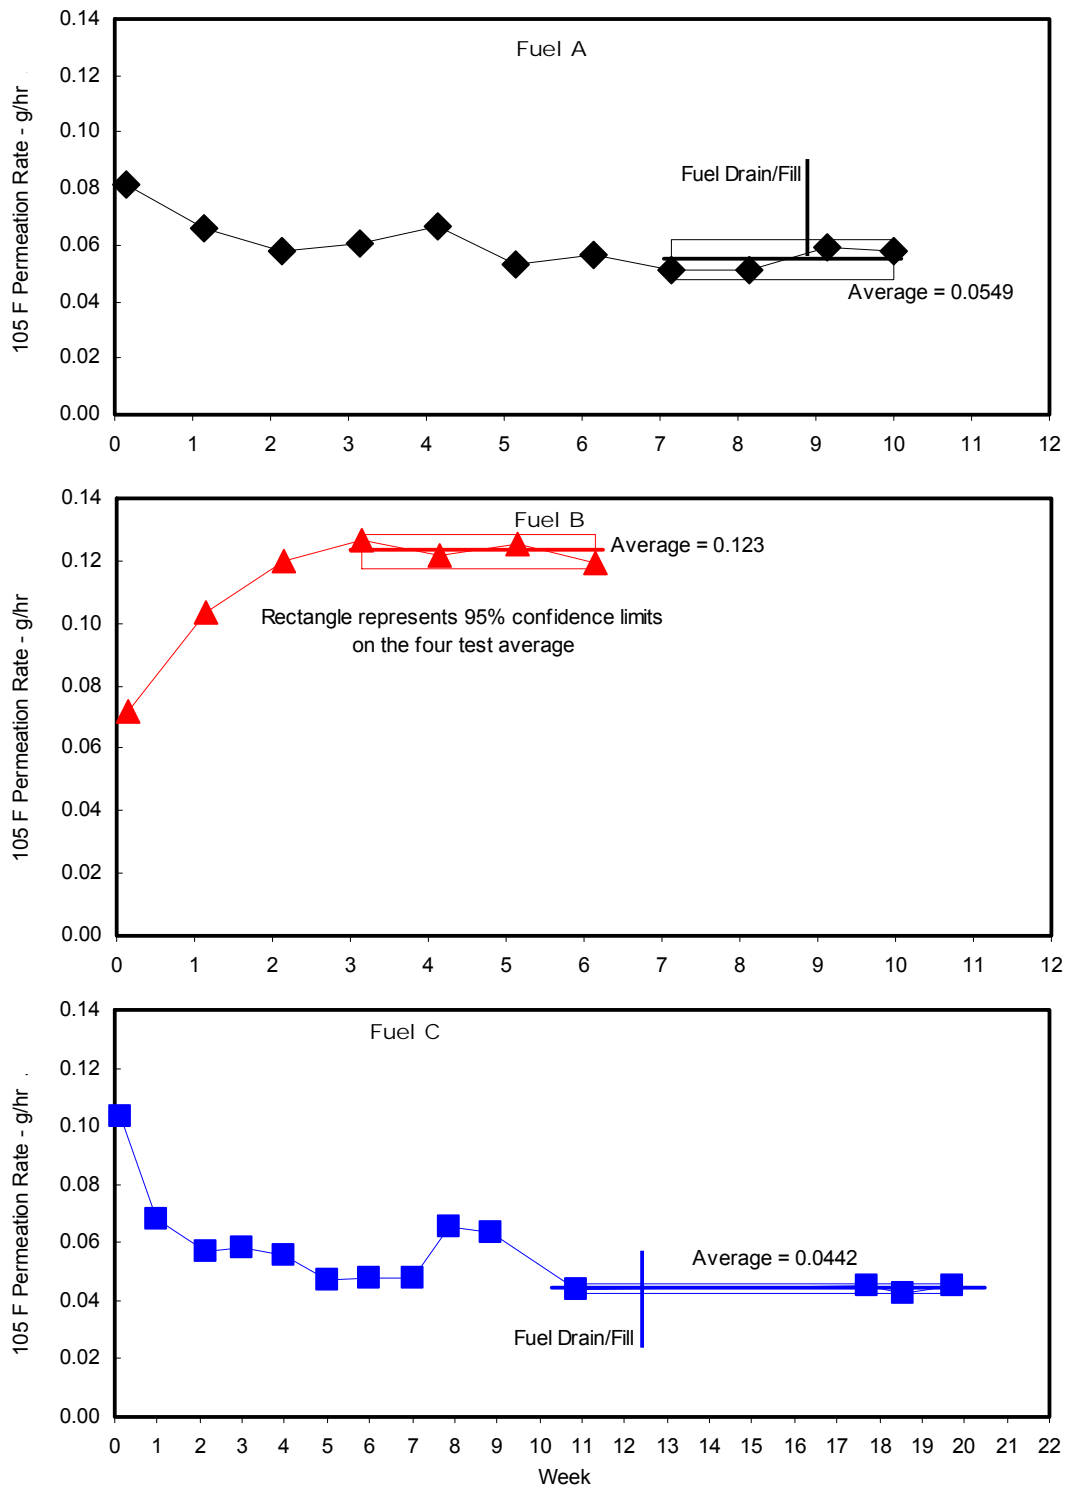 0.14
Fuel A
0.12
0.10
0.08
0.06
0.04
0.02
0.00
105 F Permeation Rate - g/hr .
Fuel Drain/Fill
Average = 0.0549
0 1 2 3 4 5 6 7 8 9 10 11 12
0.14
Fuel B
0.12
0.10
0.08
0.06
0.04
0.02
0.00
105 F Permeation Rate - g/hr
Average = 0.123
Rectangle represents 95% confidence limits
on the four test average
0 1 2 3 4 5 6 7 8 9 10 11 12
0.14
Fuel C
0.12
0.10
0.08
0.06
0.04
0.02
0.00
105 F Permeation Rate - g/hr .
Average = 0.0442
Fuel Drain/Fill
0 1 2 3 4 5 6 7 8 9 10 11 12 13 14 15 16 17 18 19 20 21 22
Week